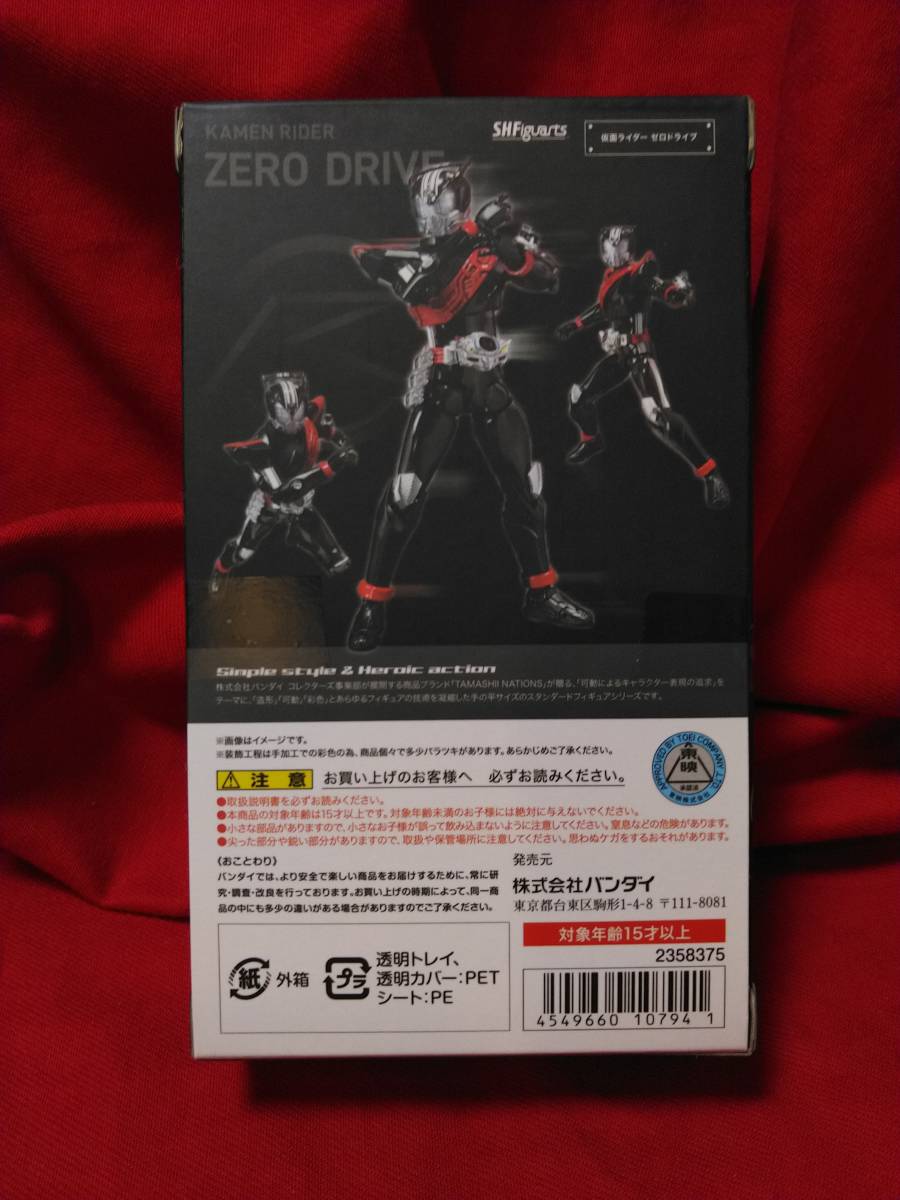 KAMEN RIDER
ZERO DRIVE
S.H.Figuarts
仮面ライダー ゼロドライブ
Simple style & Heroic action
株式会社バンダイ コレクターズ事業部が展開する商品ブランド「TAMASHII NATIONS」が贈る、「可動によるキャラクター表現の追求」を
テーマに、「造形」「可動」「彩色」とあらゆるフィギュアの技術を凝縮した手の平サイズのスタンダードフィギュアシリーズです。
※画像はイメージです。
※装飾工程は手加工での彩色の為、商品個々で多少バラツキがあります。あらかじめご了承ください。
APPROVED BY TOEI COMPANY,LTD.
東映
承認済
東映株式会社
注意 お買い上げのお客様へ 必ずお読みください。
●取扱説明書を必ずお読みください。
●本商品の対象年齢は15才以上です。対象年齢未満のお子様には絶対に与えないでください。
●小さな部品がありますので、小さなお子様が誤って飲み込まないように注意してください。窒息などの危険があります。
●尖った部分や鋭い部分がありますので、取扱や保管場所に注意してください。思わぬケガをするおそれがあります。
《おことわり》
バンダイでは、より安全で楽しい商品をお届けするために、常に研
究・調査・改良を行っております。お買い上げの時期によって、同一商
品の中にも多少の違いがある場合がありますのでご了承ください。
発売元
株式会社バンダイ
東京都台東区駒形1-4-8 〒111-8081
対象年齢15才以上
2358375
紙 外箱
プラ 透明トレイ、
透明カバー:PET
シート:PE
4549660 10794 1